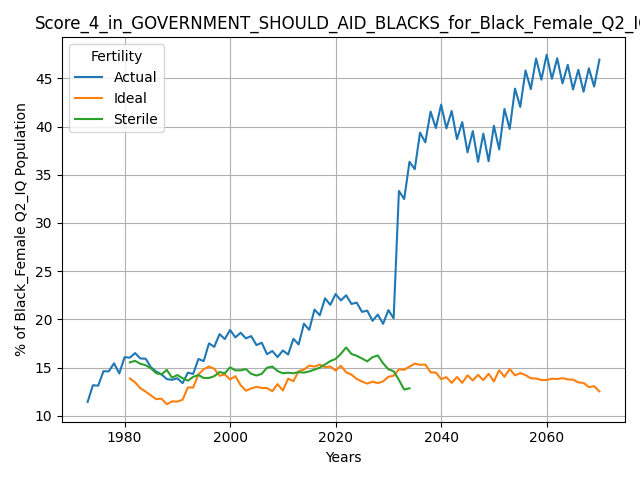 Score_4_in_GOVERNMENT_SHOULD_AID_BLACKS_for_Black_Female_Q2_IQ
Fertility
Actual
Ideal
Sterile
% of Black_Female Q2_IQ Population
45
40
35
30
25
20
15
10
1980
2000
2020
2040
2060
Years